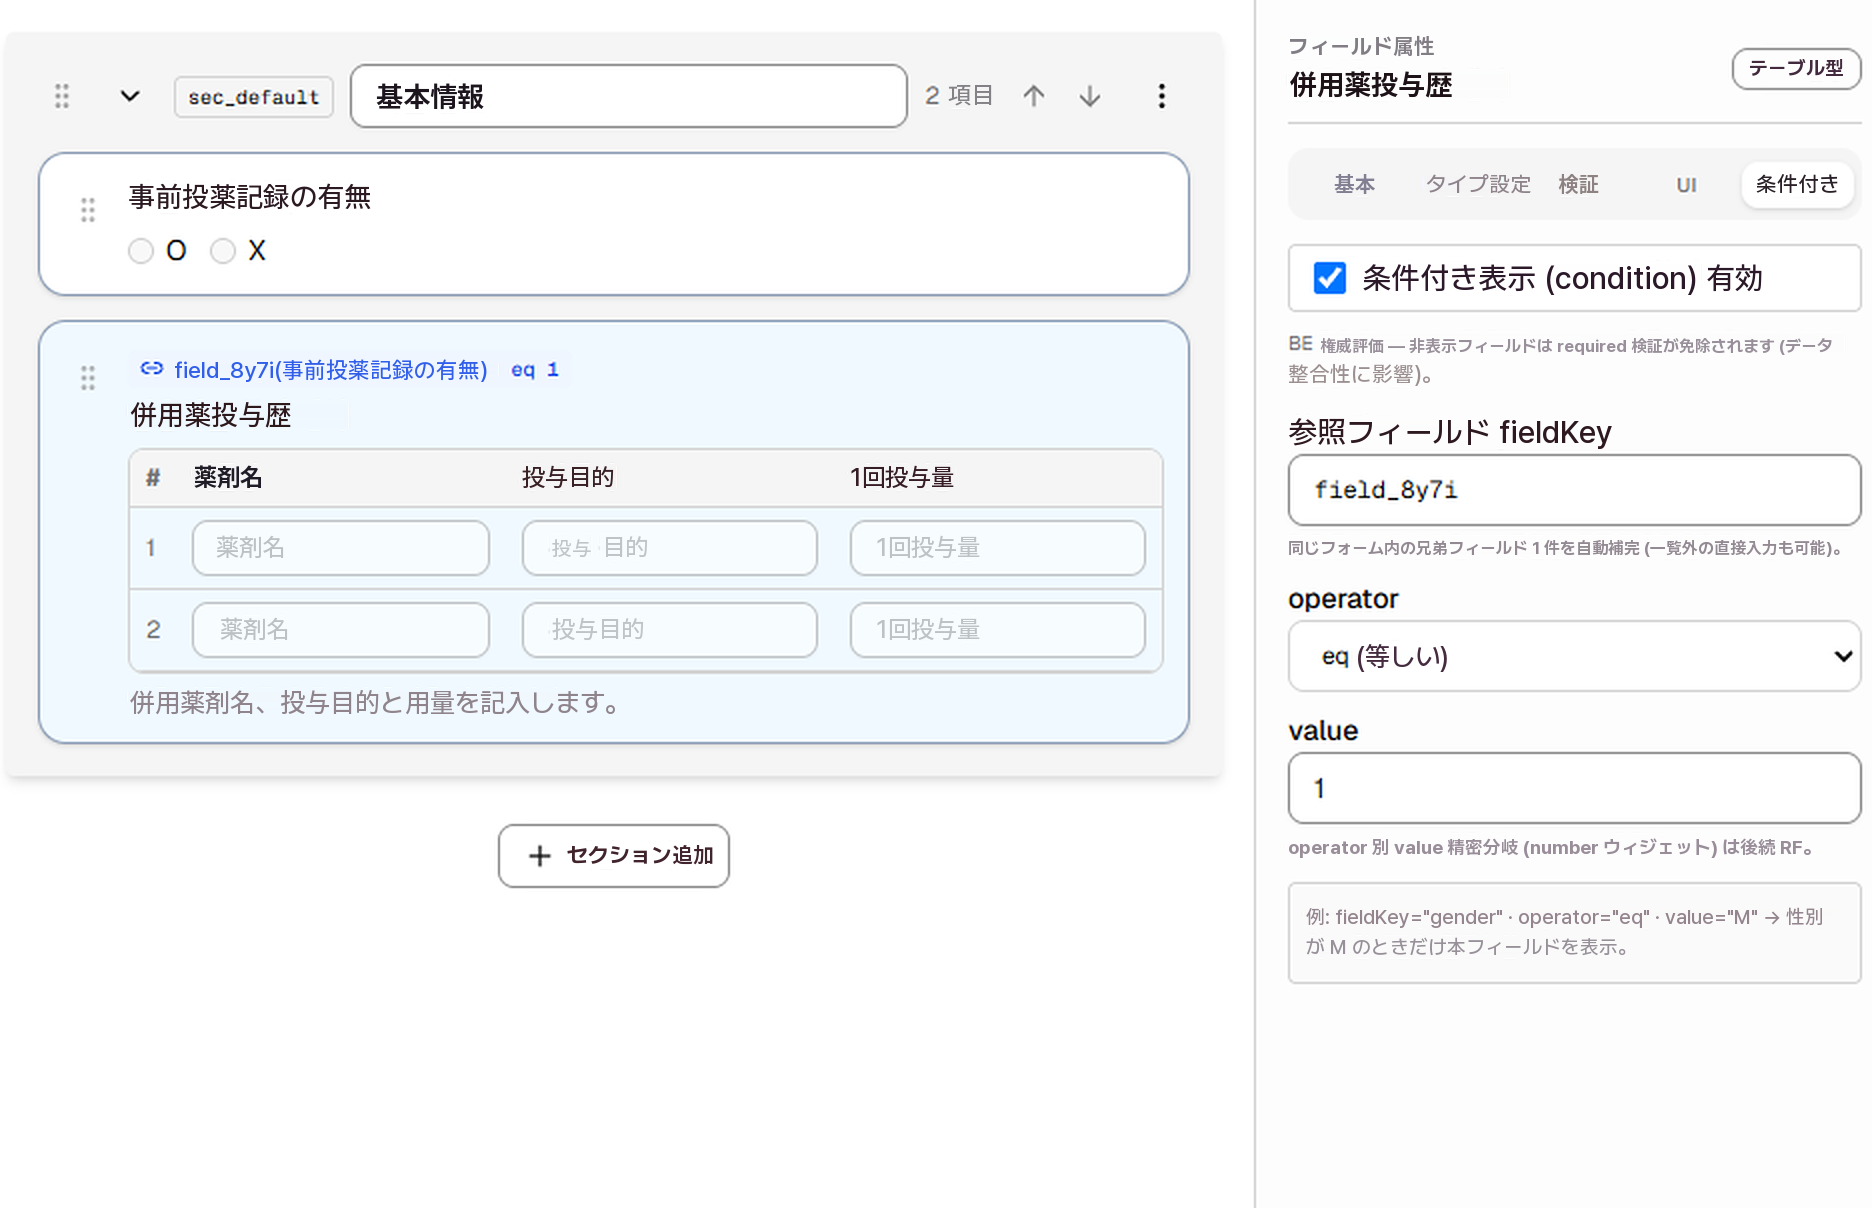 sec_default 基本情報 2 項目
事前投薬記録の有無
O X
field_8y7i(事前投薬記録の有無) eq 1
併用薬投与歴
# 薬剤名 投与目的 1回投与量
1 薬剤名 投与 目的 1回投与量
2 薬剤名 投与目的 1回投与量
併用薬剤名、投与目的と用量を記入します。
+ セクション追加
フィールド属性
併用薬投与歴
テーブル型
基本 タイプ設定 検証 UI 条件付き
条件付き表示 (condition) 有効
BE 権威評価 — 非表示フィールドは required 検証が免除されます (データ
整合性に影響)。
参照フィールド fieldKey
field_8y7i
同じフォーム内の兄弟フィールド 1 件を自動補完 (一覧外の直接入力も可能)。
operator
eq (等しい)
value
1
operator 別 value 精密分岐 (number ウィジェット) は後続 RF。
例: fieldKey="gender" · operator="eq" · value="M" → 性別
が M のときだけ本フィールドを表示。